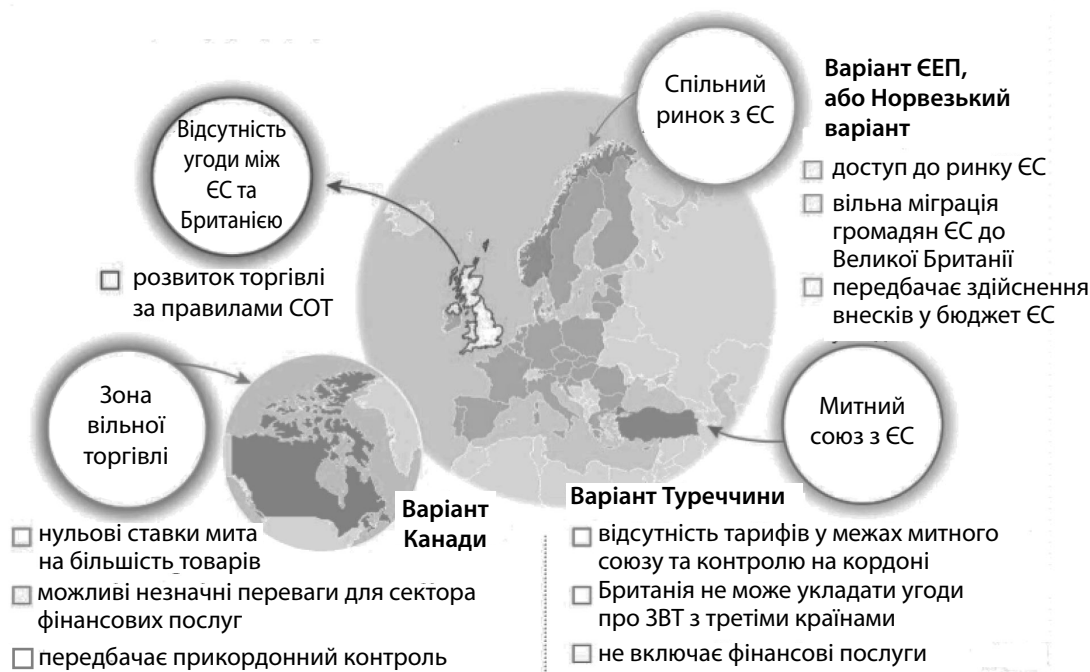 Відсутність
угоди між
ЄС та
Британією
розвиток торгівлі
за правилами СОТ
Спільний
ринок з ЄС
Варіант ЄЕП,
або Норвезький
варіант
доступ до ринку ЄС
вільна міграція
громадян ЄС до
Великої Британії
передбачає здійснення
внесків у бюджет ЄС
Зона
вільної
торгівлі
Варіант
Канади
нульові ставки мита
на більшість товарів
можливі незначні переваги для сектора
фінансових послуг
передбачає прикордонний контроль
Митний
союз з ЄС
Варіант Туреччини
відсутність тарифів у межах митного
союзу та контролю на кордоні
Британія не може укладати угоди
про ЗВТ з третіми країнами
не включає фінансові послуги